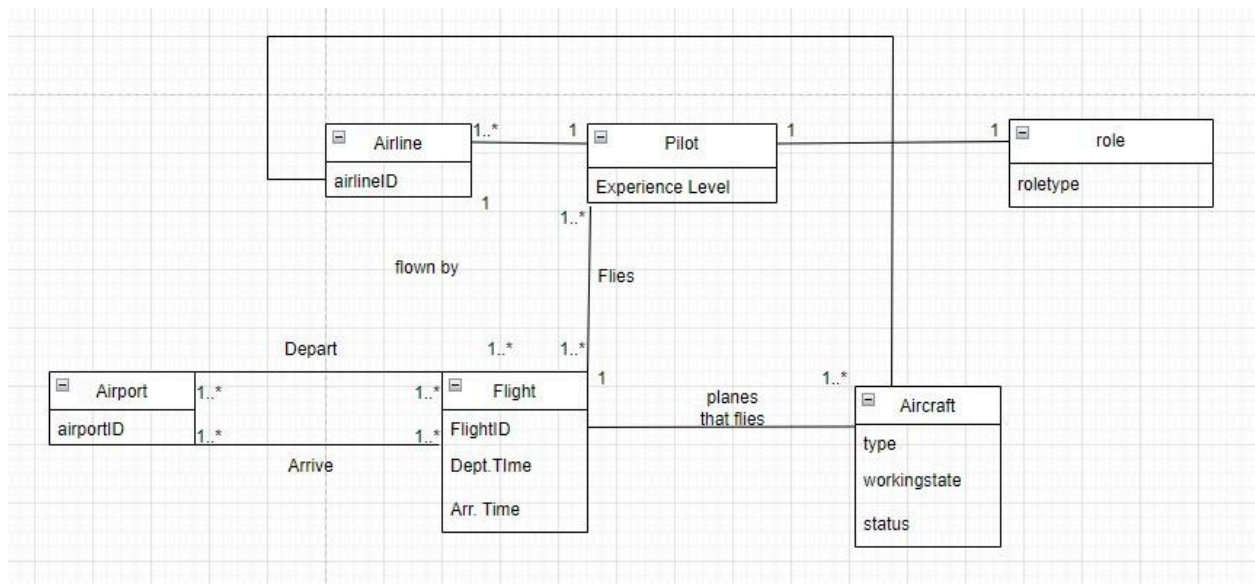 1..*
1
1
1
Airline
Pilot
role
airlineID
Experience Level
roletype
1
1..*
flown by
Flies
Depart
1..*
1..*
Airport
1..*
1..*
Flight
1
planes
that flies
1..*
Aircraft
airportID
1..*
1..*
FlightID
type
Arrive
Dept.TIme
workingstate
Arr. Time
status